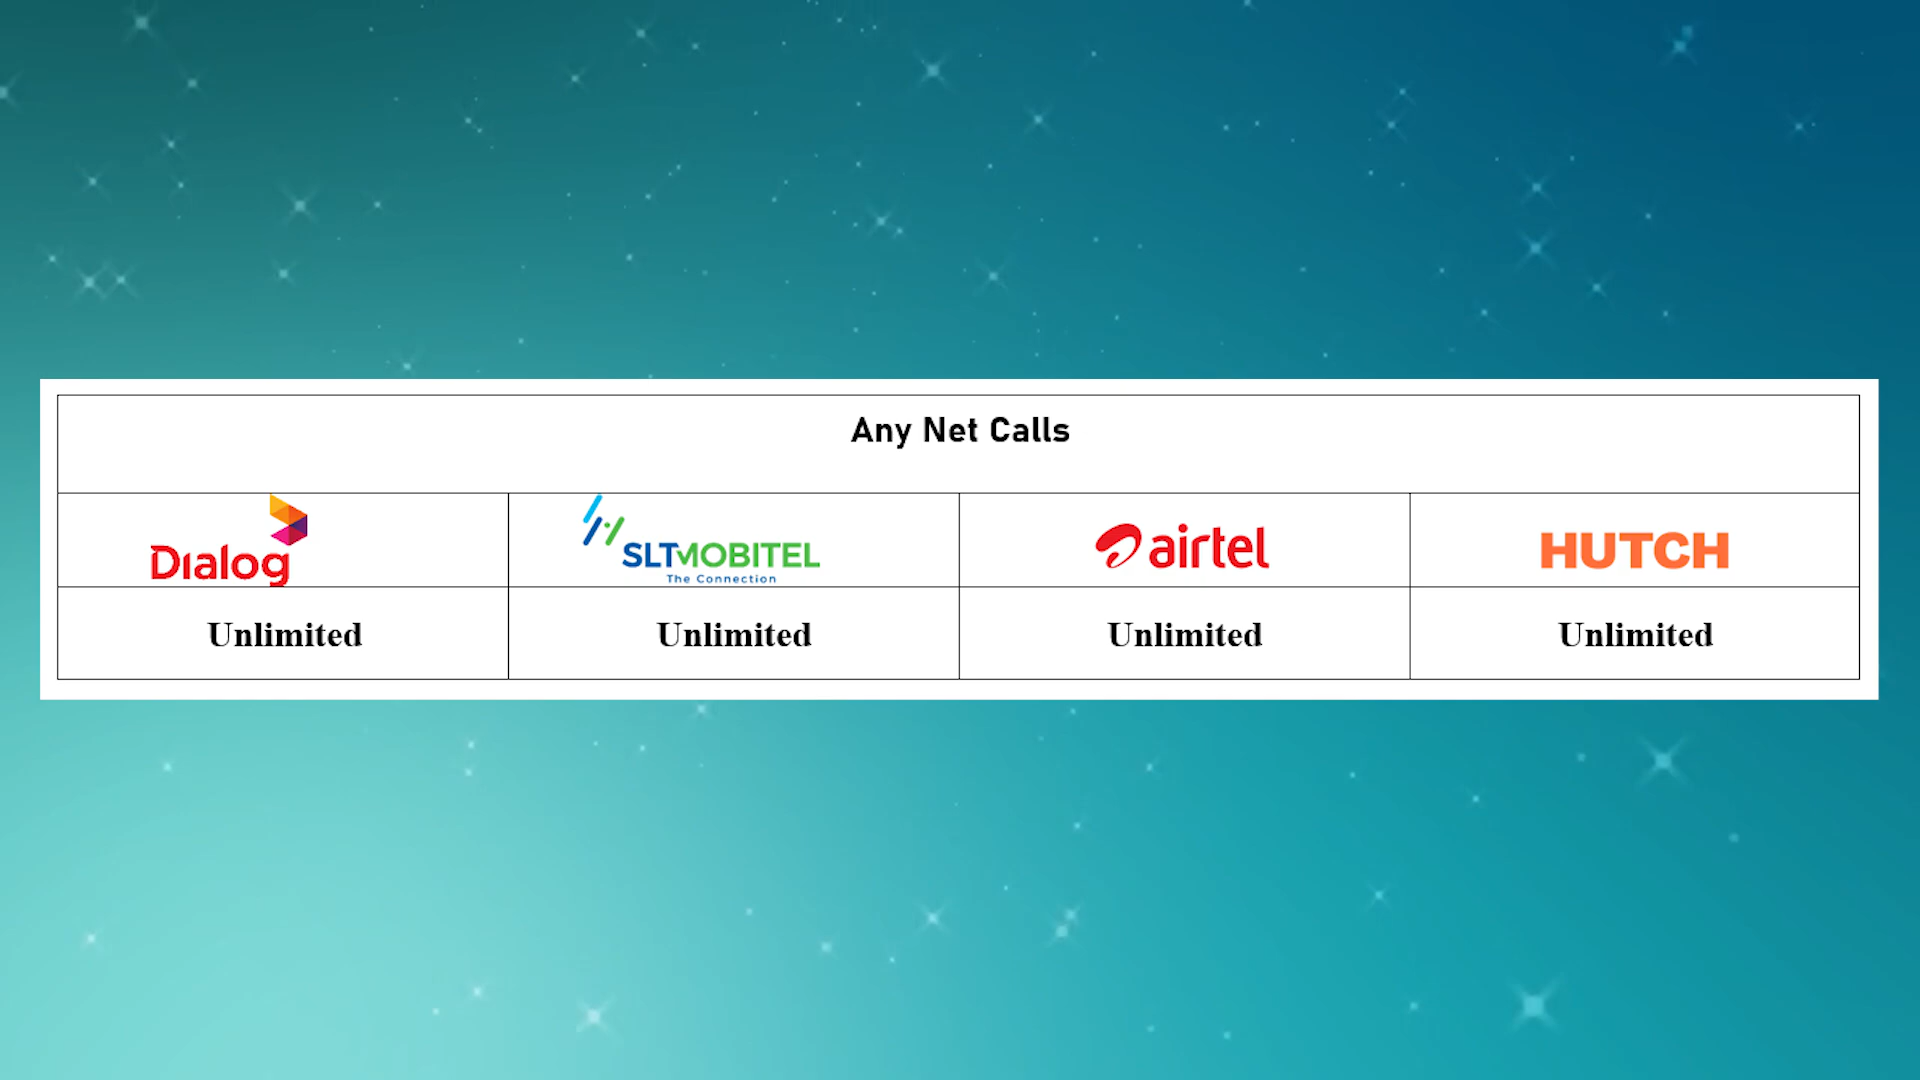 Any Net Calls
Dialog SLTMOBITEL airtel HUTCH
The Connection
Unlimited Unlimited Unlimited Unlimited